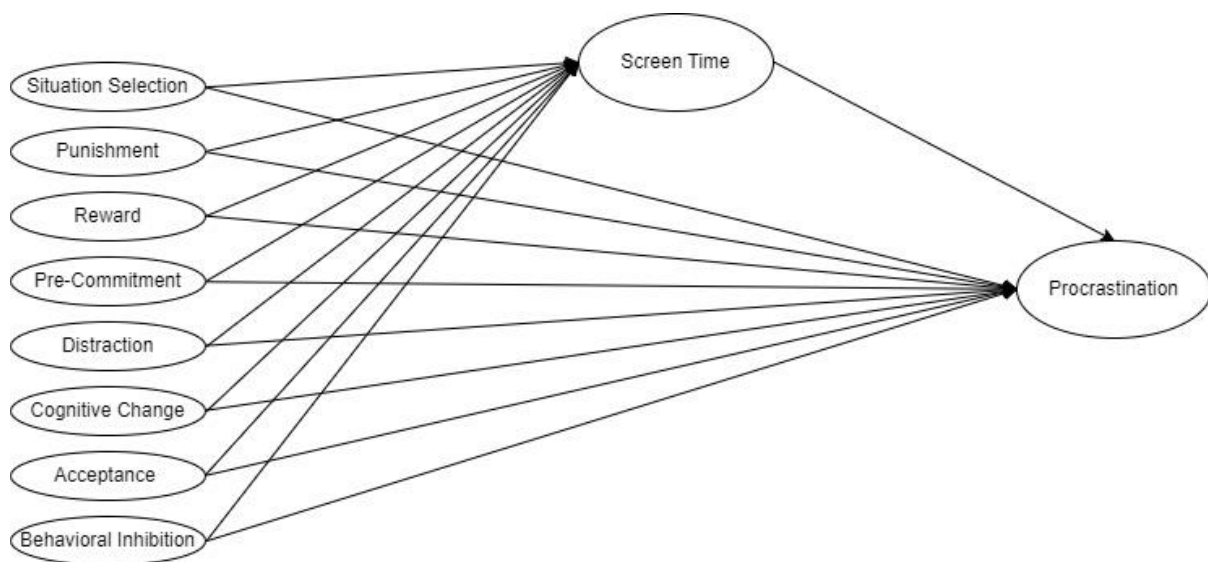 Screen Time
Situation Selection
Punishment
Reward
Pre-Commitment
Procrastination
Distraction
Cognitive Change
Acceptance
Behavioral Inhibition